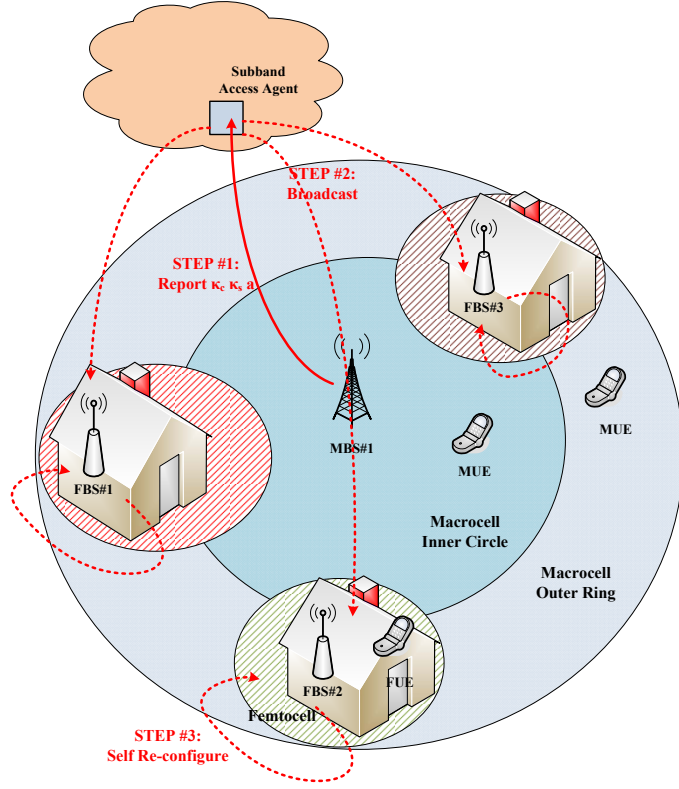 Subband
Access Agent
STEP #2:
Broadcast
STEP #1:
Report κc κs a
FBS#3
MUE
MBS#1
MUE
FBS#1
Macrocell
Inner Circle
Macrocell
Outer Ring
FBS#2
FUE
Femtocell
STEP #3:
Self Re-configure